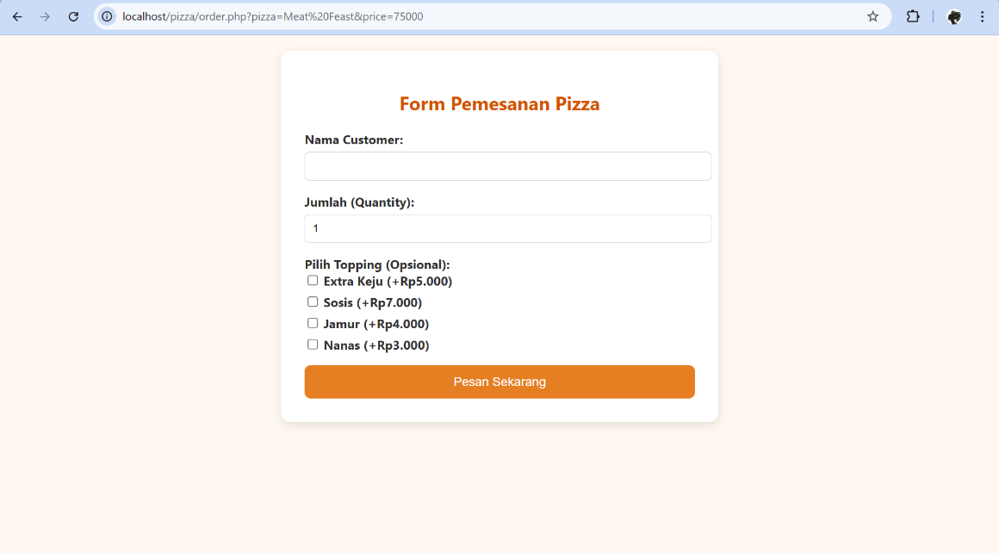 localhost/pizza/order.php?pizza=Meat%20Feast&price=75000
Form Pemesanan Pizza
Nama Customer:
Jumlah (Quantity):
1
Pilih Topping (Opsional):
Extra Keju (+Rp5.000)
Sosis (+Rp7.000)
Jamur (+Rp4.000)
Nanas (+Rp3.000)
Pesan Sekarang